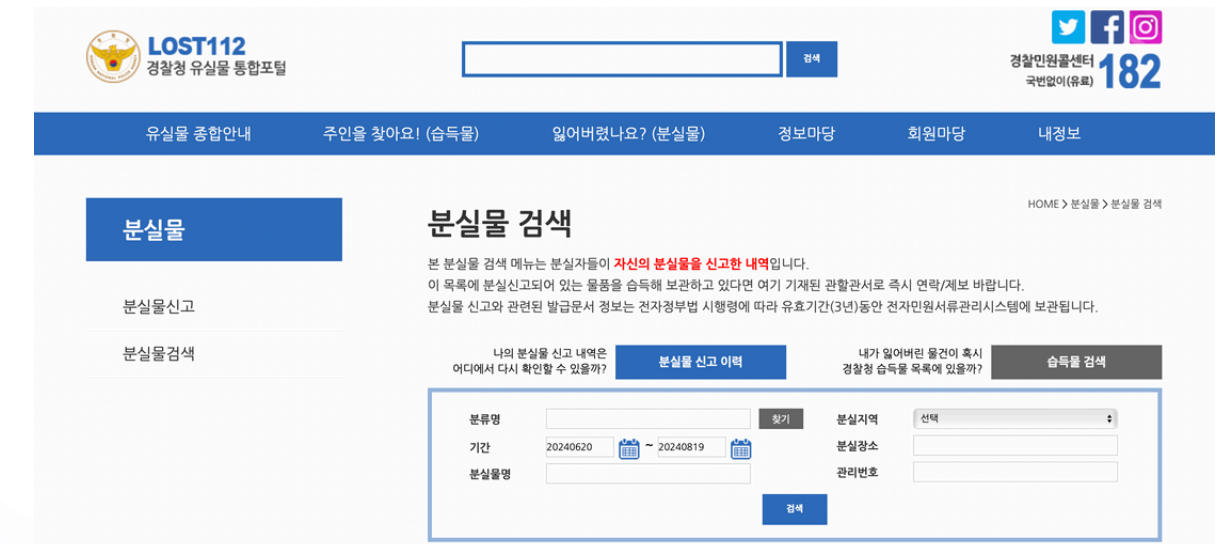 LOST112
경찰청 유실물 통합포털
검색
경찰민원콜센터
국번없이(유료)
182
유실물 종합안내 주인을 찾아요! (습득물) 잃어버렸나요? (분실물) 정보마당 회원마당 내정보
HOME > 분실물 > 분실물 검색
분실물
분실물신고
분실물검색
분실물 검색
본 분실물 검색 메뉴는 분실자들이 자신의 분실물을 신고한 내역입니다.
이 목록에 분실신고되어 있는 물품을 습득해 보관하고 있다면 여기 기재된 관할관서로 즉시 연락/제보 바랍니다.
분실물 신고와 관련된 발급문서 정보는 전자정부법 시행령에 따라 유효기간(3년)동안 전자민원서류관리시스템에 보관됩니다.
나의 분실물 신고 내역은
어디에서 다시 확인할 수 있을까?
분실물 신고 이력
내가 잃어버린 물건이 혹시
경찰청 습득물 목록에 있을까?
습득물 검색
분류명 찾기 분실지역 선택
기간 20240620 ~ 20240819 분실장소
분실물명 관리번호
검색